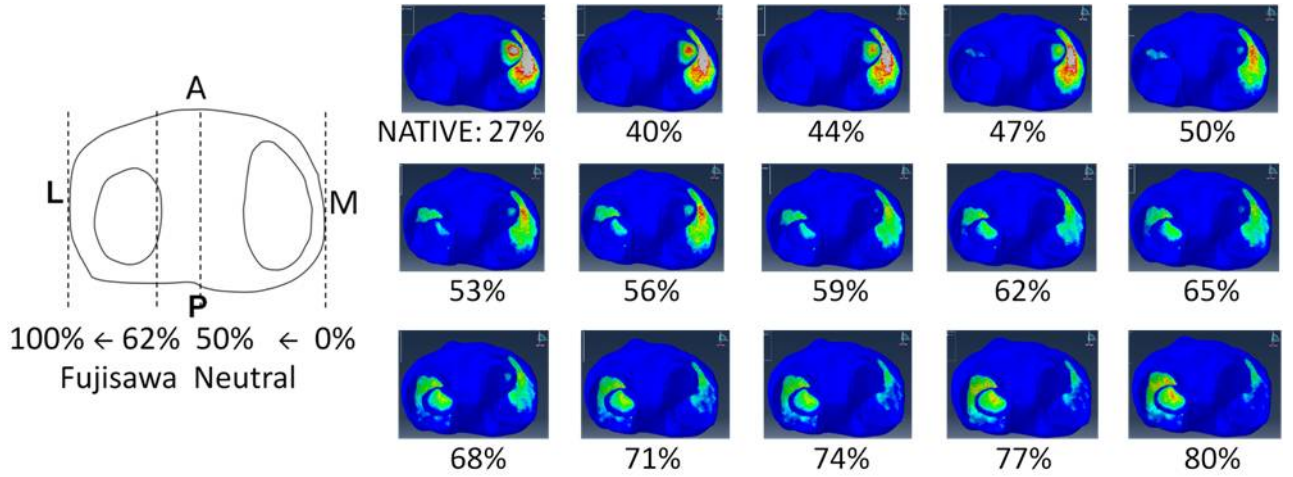 A
L
M
P
100% ← 62% 50% ← 0%
Fujisawa Neutral
NATIVE: 27% 40% 44% 47% 50%
53% 56% 59% 62% 65%
68% 71% 74% 77% 80%